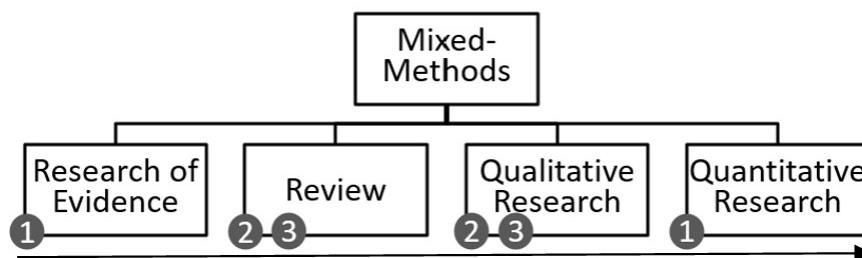 Mixed-
Methods
Research of
Evidence
1
Review
2 3
Qualitative
Research
2 3
Quantitative
Research
1